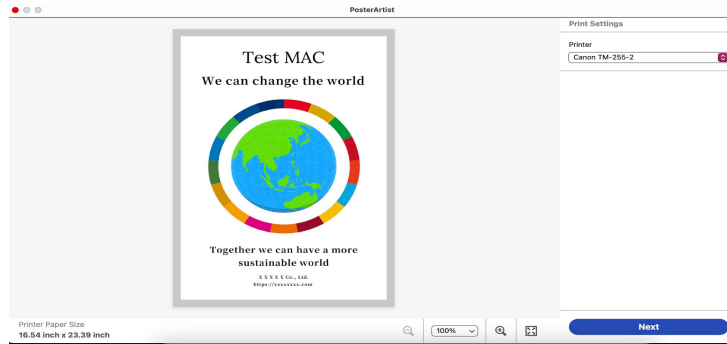 PosterArtist
Print Settings
Printer
Canon TM-255-2
Test MAC
We can change the world
Together we can have a more
sustainable world
X X X X X Co., Ltd.
https://xxxxxxx.com
Printer Paper Size
16.54 inch x 23.39 inch
100%
Next